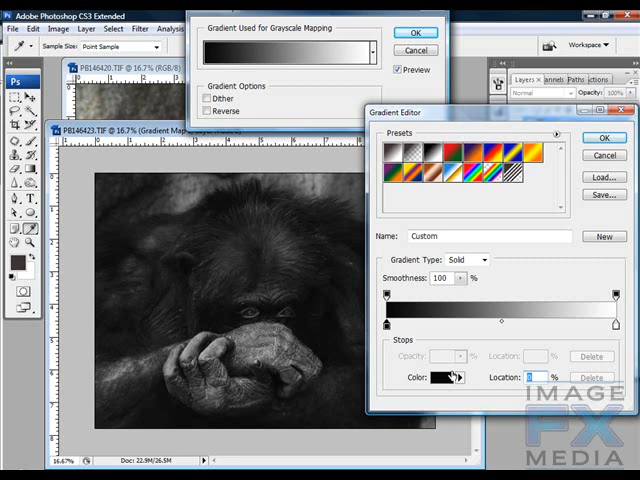 Adobe Photoshop CS3 Extended
File Edit Image Layer Select Filter Analysis
Sample Size: Point Sample
Workspace
PB146420.TIF @ 16.7% (RGB/8)
Gradient Used for Grayscale Mapping
OK
Cancel
Preview
Gradient Options
Dither
Reverse
Layers
Channels
Paths
Normal
Opacity: 100%
Ps
PB146423.TIF @ 16.7% (Gradient Map
Gradient Editor
Presets
OK
Cancel
Load...
Save...
Name: Custom
New
Gradient Type: Solid
Smoothness: 100 %
Stops
Opacity: % Location: % Delete
Color: Location: 0 % Delete
16.67% Doc: 22.9M/26.5M
IMAGE
FX
MEDIA